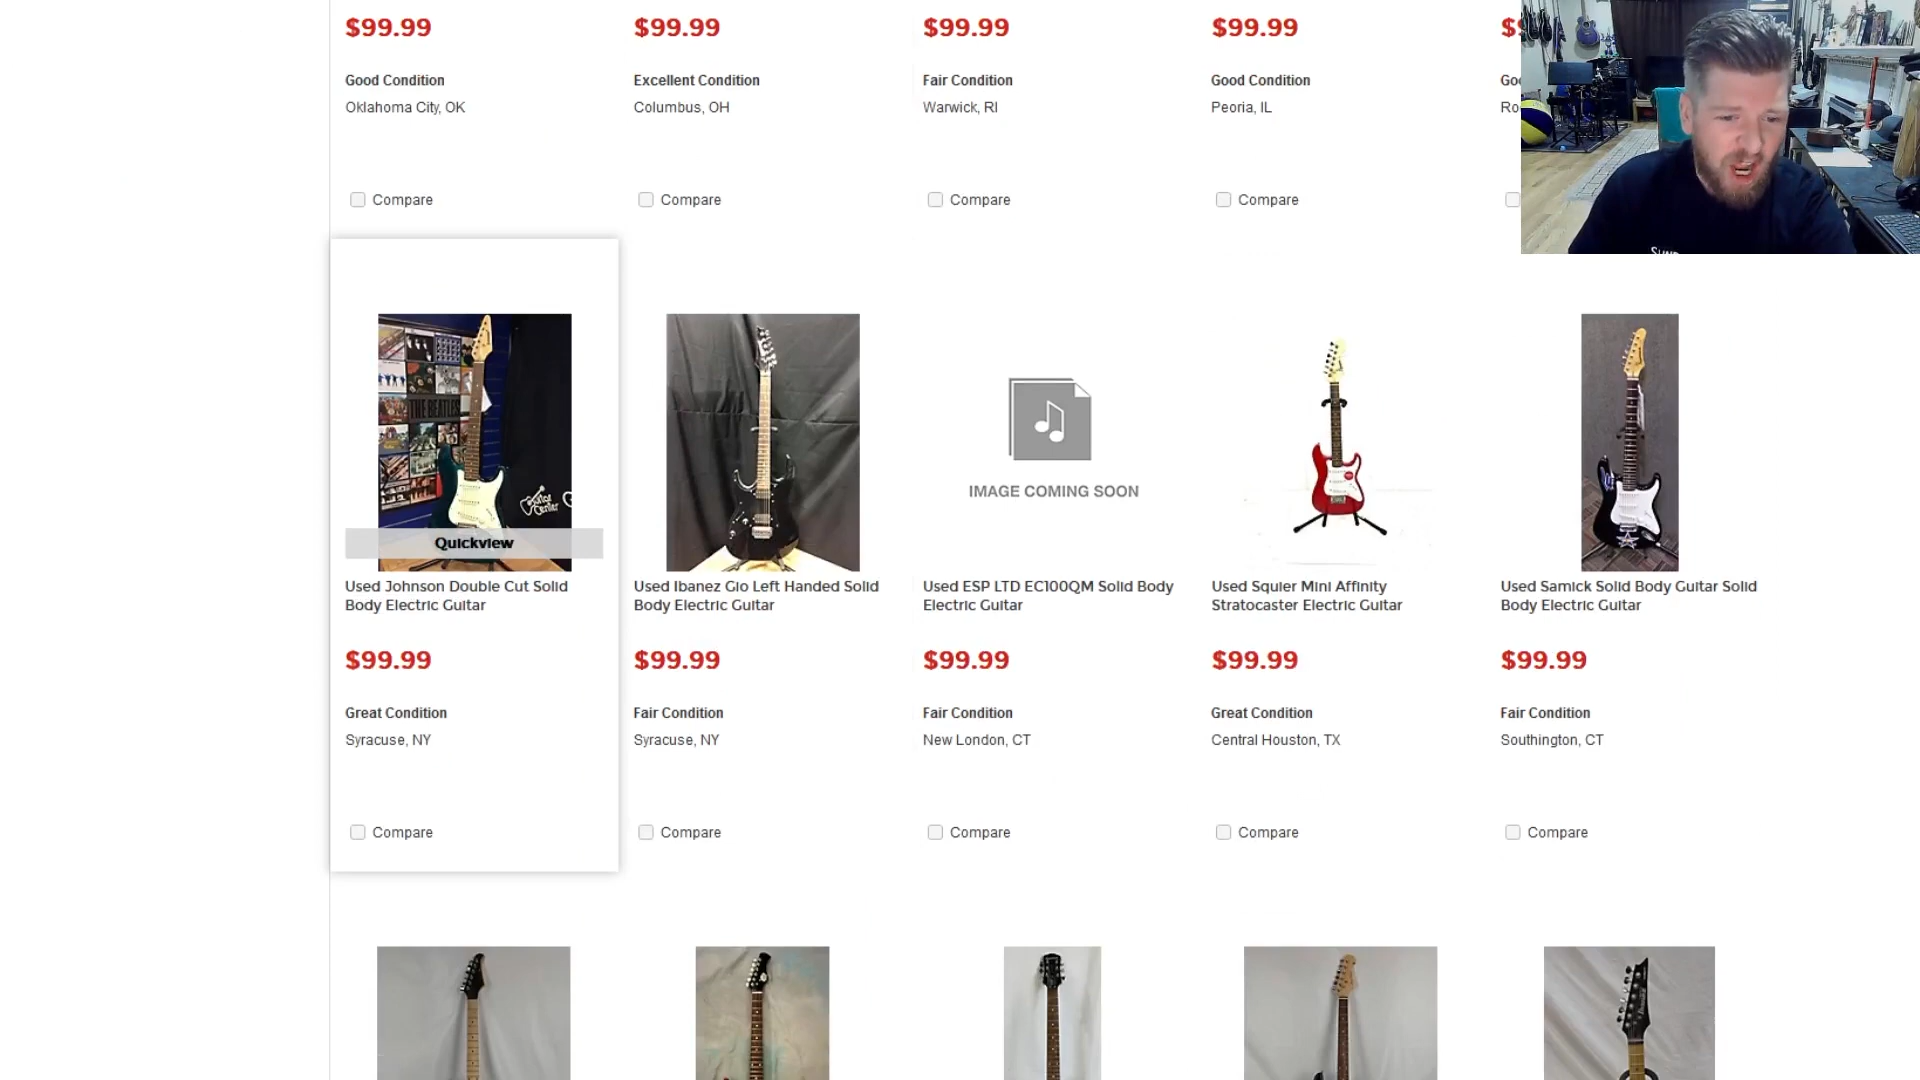 $99.99
$99.99
$99.99
$99.99
Good Condition
Excellent Condition
Fair Condition
Good Condition
Oklahoma City, OK
Columbus, OH
Warwick, RI
Peoria, IL
Compare
Compare
Compare
Compare
THE BEATLES
Guitar Center
Quickview
IMAGE COMING SOON
Used Johnson Double Cut Solid
Body Electric Guitar
Used Ibanez Gio Left Handed Solid
Body Electric Guitar
Used ESP LTD EC100QM Solid Body
Electric Guitar
Used Squier Mini Affinity
Stratocaster Electric Guitar
Used Samick Solid Body Guitar Solid
Body Electric Guitar
$99.99
$99.99
$99.99
$99.99
$99.99
Great Condition
Fair Condition
Fair Condition
Great Condition
Fair Condition
Syracuse, NY
Syracuse, NY
New London, CT
Central Houston, TX
Southington, CT
Compare
Compare
Compare
Compare
Compare